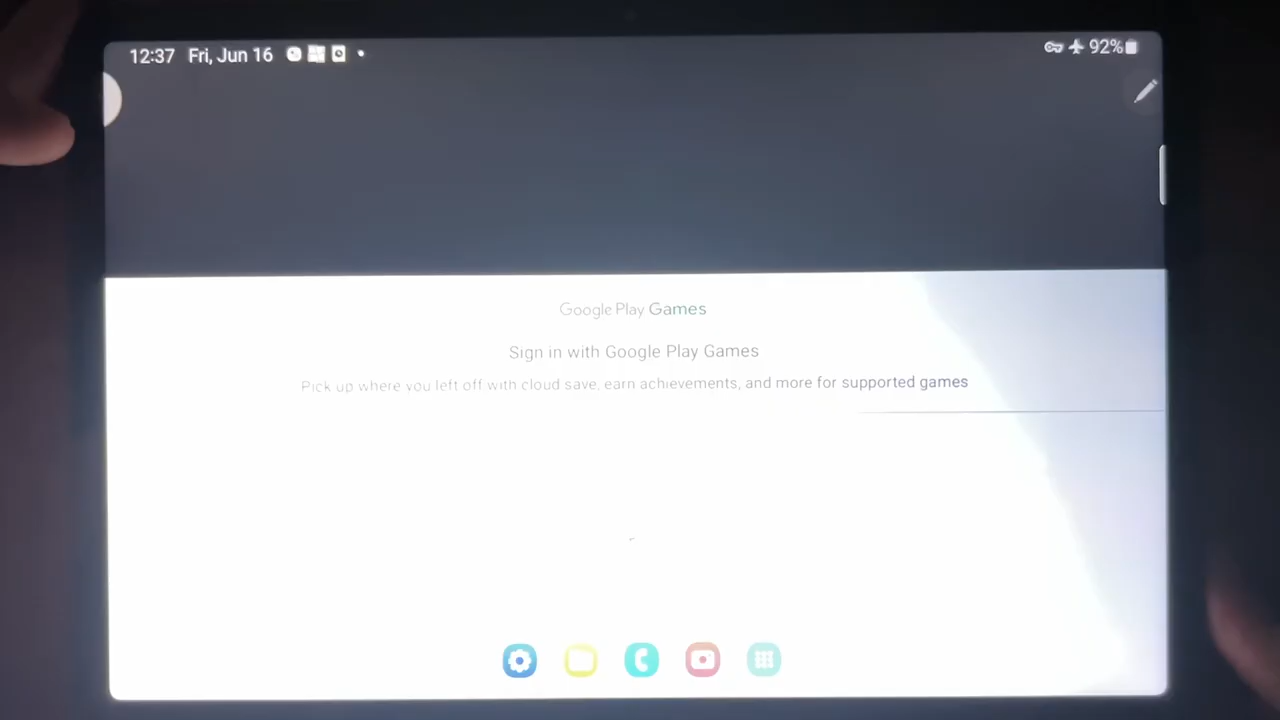 12:37 Fri, Jun 16
92%
Google Play Games
Sign in with Google Play Games
Pick up where you left off with cloud save, earn achievements, and more for supported games